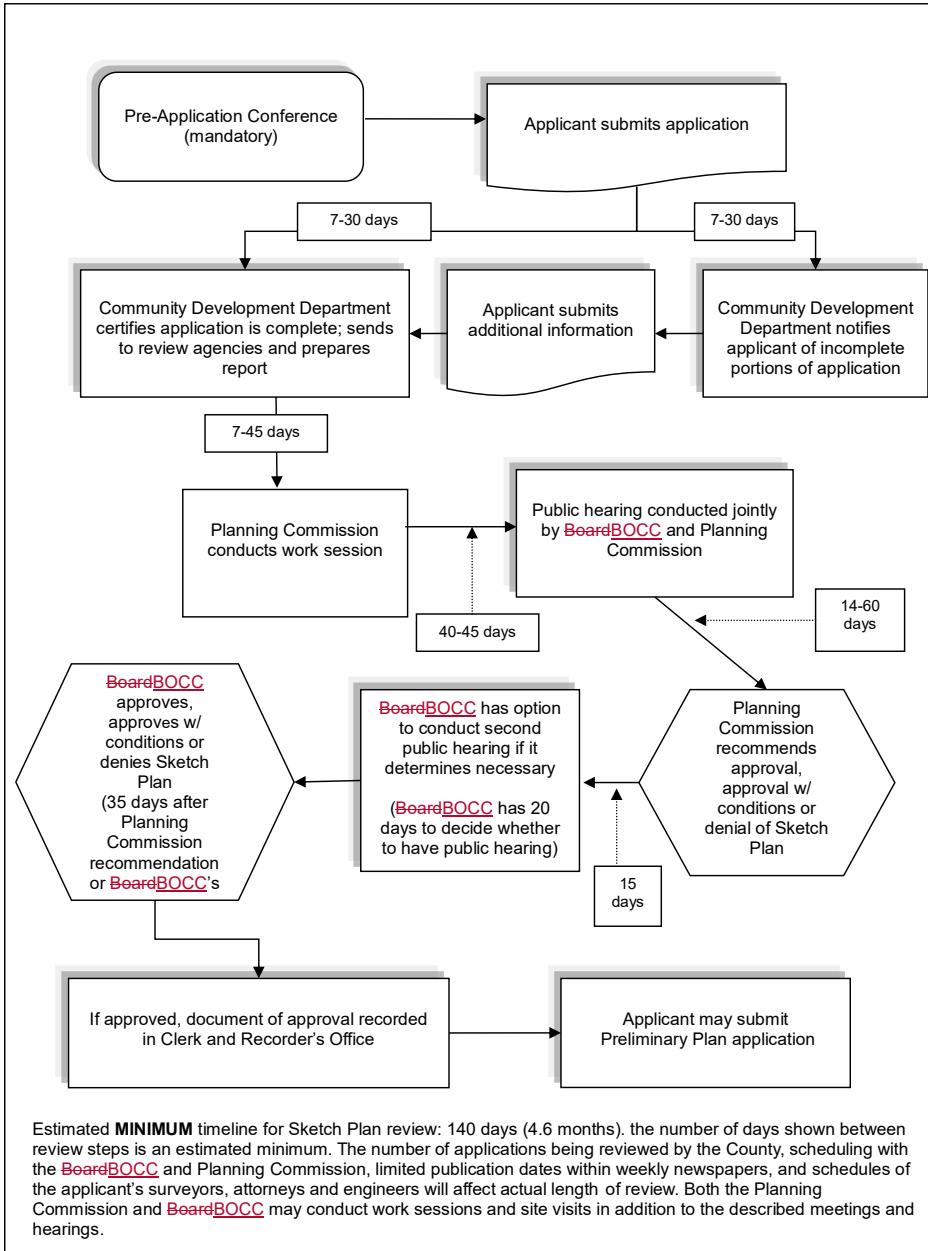 Pre-Application Conference
(mandatory)
Applicant submits application
7-30 days
7-30 days
Community Development Department
certifies application is complete; sends
to review agencies and prepares
report
Applicant submits
additional information
Community Development
Department notifies
applicant of incomplete
portions of application
7-45 days
Planning Commission
conducts work session
Public hearing conducted jointly
by BoardBOCC and Planning
Commission
40-45 days
14-60
days
BoardBOCC
approves,
approves w/
conditions or
denies Sketch
Plan
(35 days after
Planning
Commission
recommendation
or BoardBOCC's
BoardBOCC has option
to conduct second
public hearing if it
determines necessary
(BoardBOCC has 20
days to decide whether
to have public hearing)
Planning
Commission
recommends
approval,
approval w/
conditions or
denial of Sketch
Plan
15
days
If approved, document of approval recorded
in Clerk and Recorder's Office
Applicant may submit
Preliminary Plan application
Estimated MINIMUM timeline for Sketch Plan review: 140 days (4.6 months). the number of days shown between
review steps is an estimated minimum. The number of applications being reviewed by the County, scheduling with
the BoardBOCC and Planning Commission, limited publication dates within weekly newspapers, and schedules of
the applicant's surveyors, attorneys and engineers will affect actual length of review. Both the Planning
Commission and BoardBOCC may conduct work sessions and site visits in addition to the described meetings and
hearings.